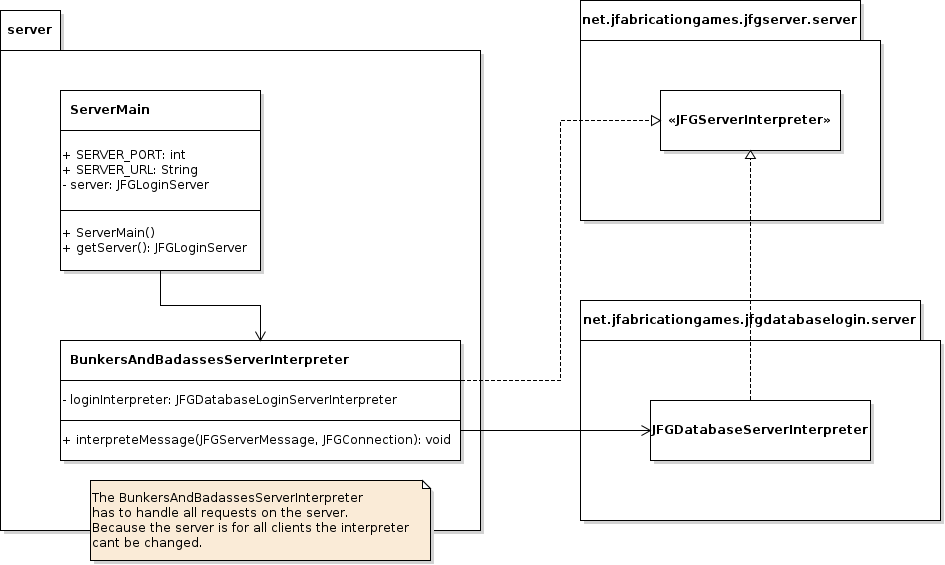 server
ServerMain
+ SERVER_PORT: int
+ SERVER_URL: String
- server: JFGLoginServer
+ ServerMain()
+ getServer(): JFGLoginServer
BunkersAndBadassesServerInterpreter
- loginInterpreter: JFGDatabaseLoginServerInterpreter
+ interpreteMessage(JFGServerMessage, JFGConnection): void
The BunkersAndBadassesServerInterpreter
has to handle all requests on the server.
Because the server is for all clients the interpreter
cant be changed.
net.jfabricationgames.jfgserver.server
«JFGServerInterpreter»
net.jfabricationgames.jfgdatabaselogin.server
JFGDatabaseServerInterpreter